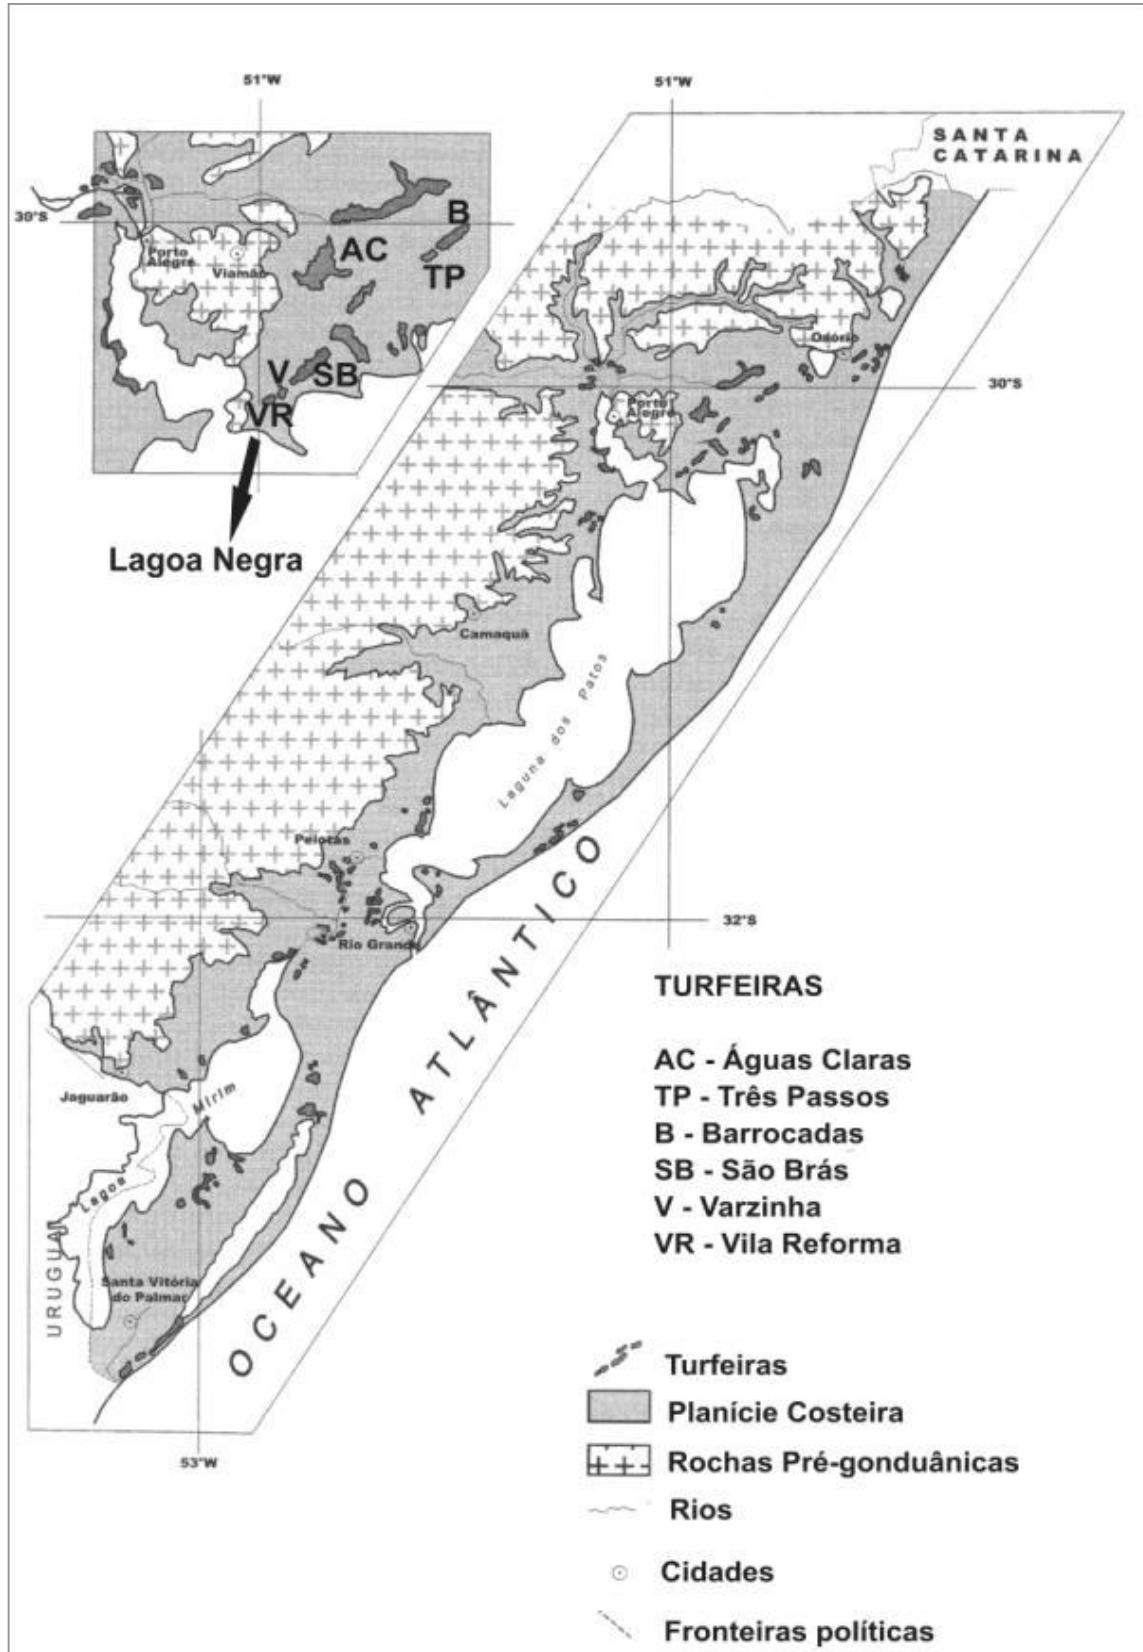 51°W
51°W
SANTA
CATARINA
30°S
B
AC
Porto
Alegre
Viamão
TP
V
SB
VR
Osório
30°S
Porto
Alegre
Lagoa Negra
Camaquã
Laguna dos Patos
Pelotas
32°S
Rio Grande
OCEANO ATLÂNTICO
Jaguarão
Lagoa Mirim
URUGUAI
Santa Vitória
do Palmar
53°W
TURFEIRAS
AC - Águas Claras
TP - Três Passos
B - Barrocadas
SB - São Brás
V - Varzinha
VR - Vila Reforma
Turfeiras
Planície Costeira
Rochas Pré-gonduânicas
Rios
Cidades
Fronteiras políticas